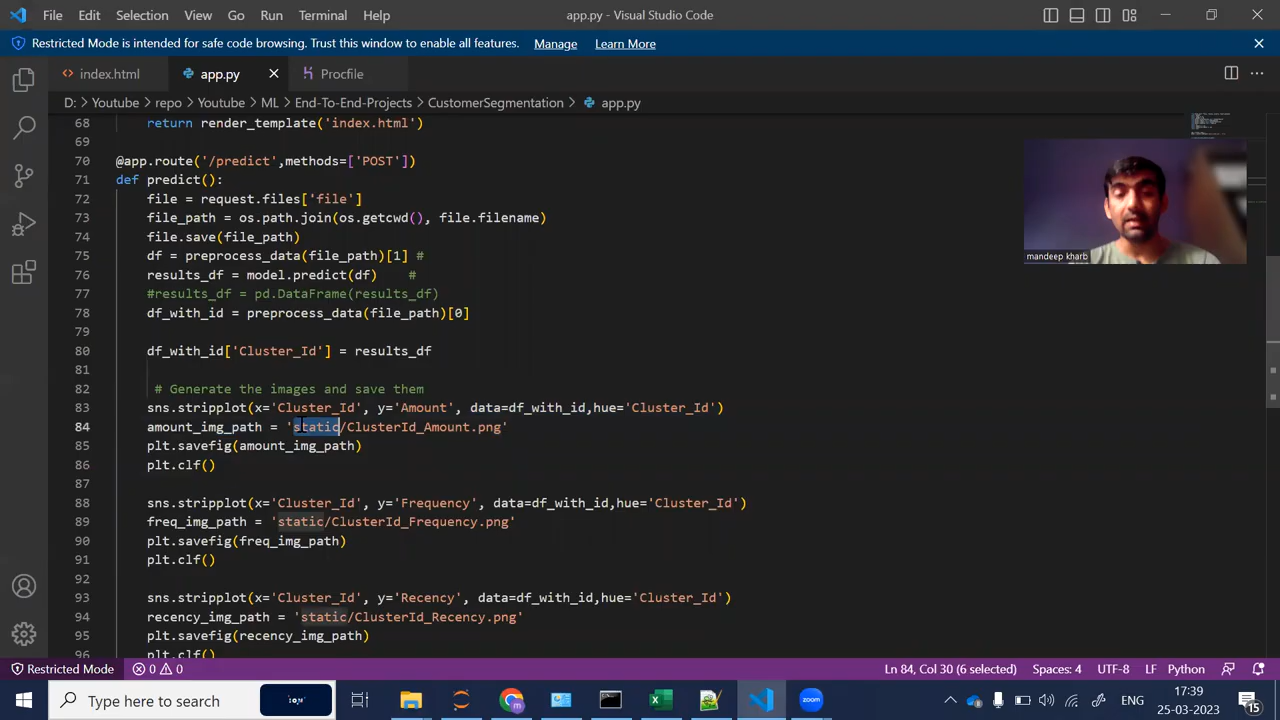 File Edit Selection View Go Run Terminal Help app.py - Visual Studio Code
Restricted Mode is intended for safe code browsing. Trust this window to enable all features. Manage Learn More
index.html app.py Procfile
D: > Youtube > repo > Youtube > ML > End-To-End-Projects > CustomerSegmentation > app.py
68 return render_template('index.html')
69
70 @app.route('/predict',methods=['POST'])
71 def predict():
72 file = request.files['file']
73 file_path = os.path.join(os.getcwd(), file.filename)
74 file.save(file_path)
75 df = preprocess_data(file_path)[1] #
76 results_df = model.predict(df) #
77 #results_df = pd.DataFrame(results_df)
78 df_with_id = preprocess_data(file_path)[0]
79
80 df_with_id['Cluster_Id'] = results_df
81
82 # Generate the images and save them
83 sns.stripplot(x='Cluster_Id', y='Amount', data=df_with_id,hue='Cluster_Id')
84 amount_img_path = 'static/ClusterId_Amount.png'
85 plt.savefig(amount_img_path)
86 plt.clf()
87
88 sns.stripplot(x='Cluster_Id', y='Frequency', data=df_with_id,hue='Cluster_Id')
89 freq_img_path = 'static/ClusterId_Frequency.png'
90 plt.savefig(freq_img_path)
91 plt.clf()
92
93 sns.stripplot(x='Cluster_Id', y='Recency', data=df_with_id,hue='Cluster_Id')
94 recency_img_path = 'static/ClusterId_Recency.png'
95 plt.savefig(recency_img_path)
96 plt.clf()
mandeep kharb
Restricted Mode 0 0 Ln 84, Col 30 (6 selected) Spaces: 4 UTF-8 LF Python
Type here to search ENG 17:39
25-03-2023 15